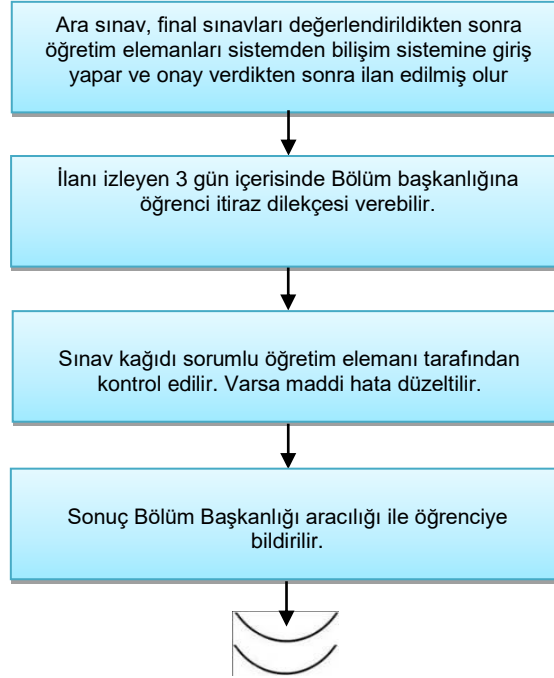 Ara sınav, final sınavları değerlendirildikten sonra
öğretim elemanları sistemden bilişim sistemine giriş
yapar ve onay verdikten sonra ilan edilmiş olur
İlanı izleyen 3 gün içerisinde Bölüm başkanlığına
öğrenci itiraz dilekçesi verebilir.
Sınav kağıdı sorumlu öğretim elemanı tarafından
kontrol edilir. Varsa maddi hata düzeltilir.
Sonuç Bölüm Başkanlığı aracılığı ile öğrenciye
bildirilir.